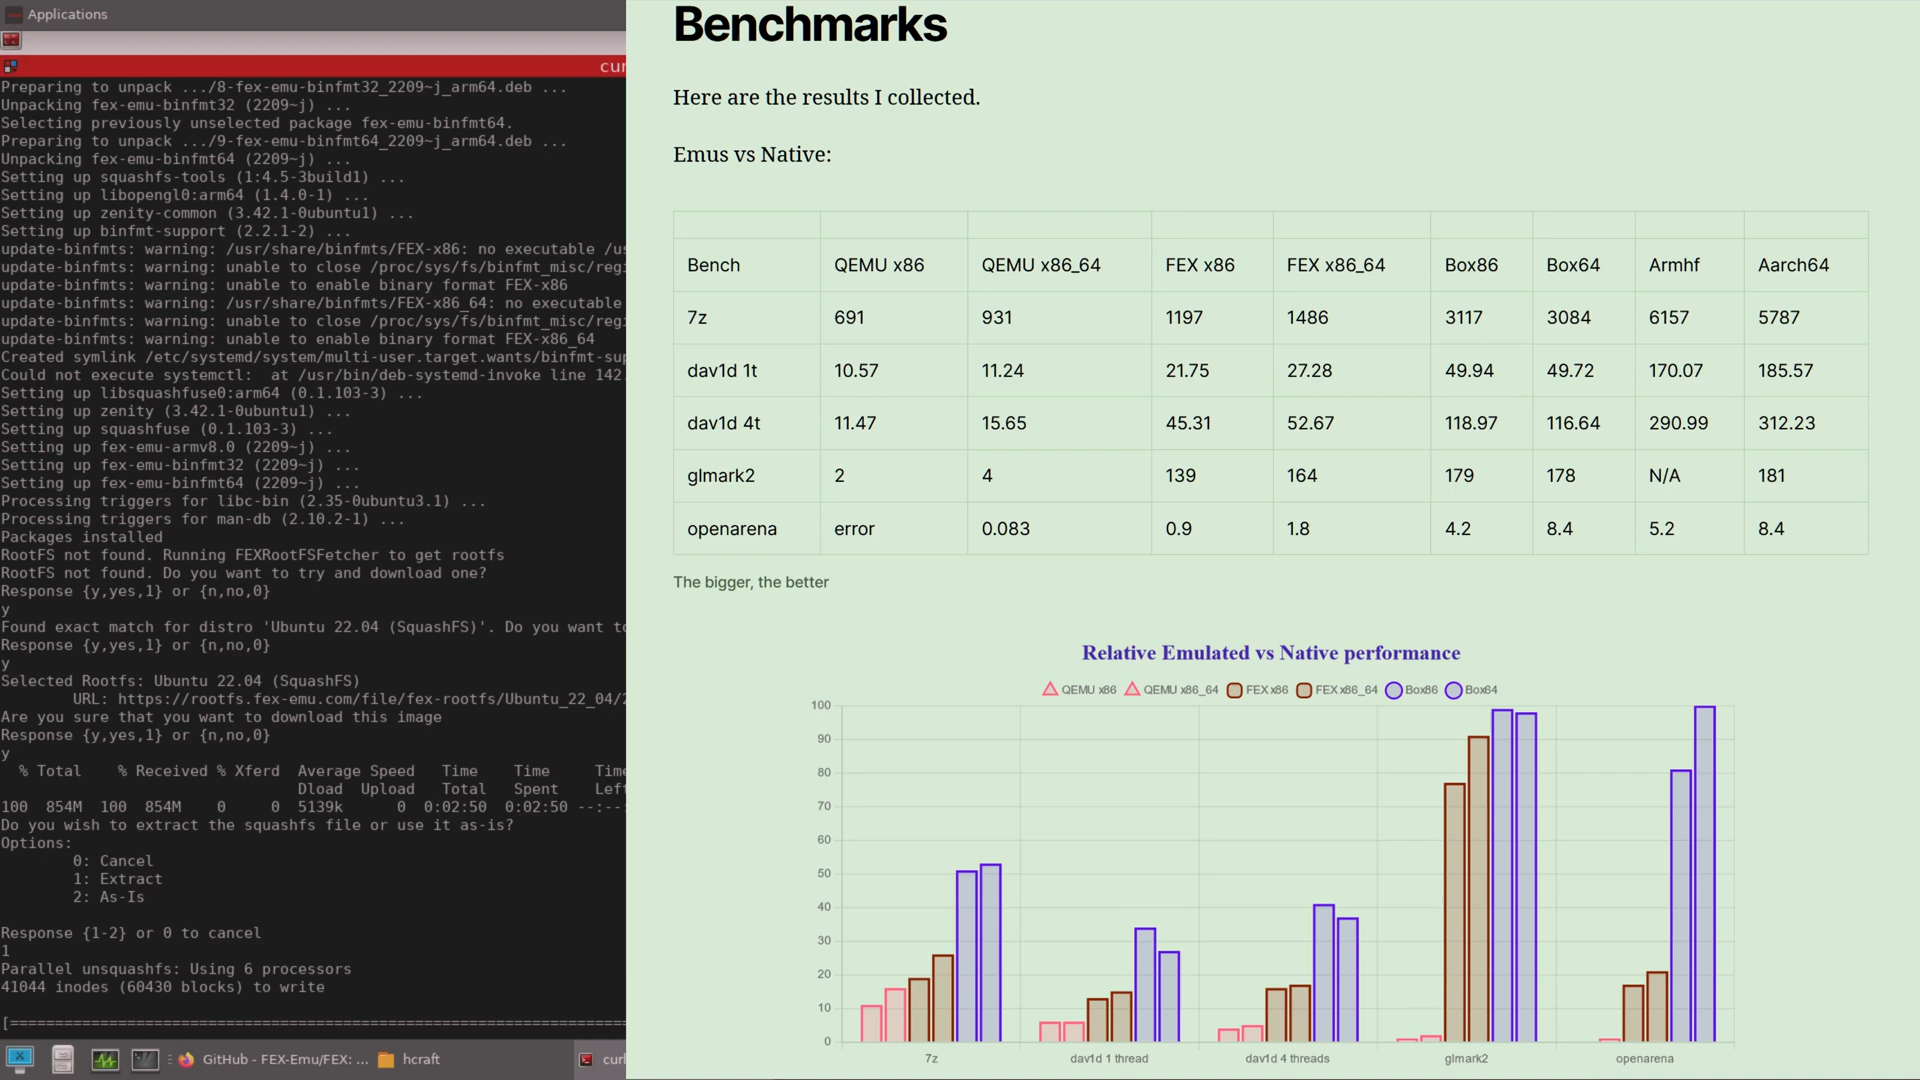 Applications
cur
Preparing to unpack .../8-fex-emu-binfmt32_2209~j_arm64.deb ...
Unpacking fex-emu-binfmt32 (2209~j) ...
Selecting previously unselected package fex-emu-binfmt64.
Preparing to unpack .../9-fex-emu-binfmt64_2209~j_arm64.deb ...
Unpacking fex-emu-binfmt64 (2209~j) ...
Setting up squashfs-tools (1:4.5-3build1) ...
Setting up libopengl0:arm64 (1.4.0-1) ...
Setting up zenity-common (3.42.1-0ubuntu1) ...
Setting up binfmt-support (2.2.1-2) ...
update-binfmts: warning: /usr/share/binfmts/FEX-x86: no executable /us
update-binfmts: warning: unable to close /proc/sys/fs/binfmt_misc/regi
update-binfmts: warning: unable to enable binary format FEX-x86
update-binfmts: warning: /usr/share/binfmts/FEX-x86_64: no executable
update-binfmts: warning: unable to close /proc/sys/fs/binfmt_misc/regi
update-binfmts: warning: unable to enable binary format FEX-x86_64
Created symlink /etc/systemd/system/multi-user.target.wants/binfmt-sup
Could not execute systemctl:  at /usr/bin/deb-systemd-invoke line 142.
Setting up libsquashfuse0:arm64 (0.1.103-3) ...
Setting up zenity (3.42.1-0ubuntu1) ...
Setting up squashfuse (0.1.103-3) ...
Setting up fex-emu-armv8.0 (2209~j) ...
Setting up fex-emu-binfmt32 (2209~j) ...
Setting up fex-emu-binfmt64 (2209~j) ...
Processing triggers for libc-bin (2.35-0ubuntu3.1) ...
Processing triggers for man-db (2.10.2-1) ...
Packages installed
RootFS not found. Running FEXRootFSFetcher to get rootfs
RootFS not found. Do you want to try and download one?
Response {y,yes,1} or {n,no,0}
y
Found exact match for distro 'Ubuntu 22.04 (SquashFS)'. Do you want to
Response {y,yes,1} or {n,no,0}
y
Selected Rootfs: Ubuntu 22.04 (SquashFS)
URL: https://rootfs.fex-emu.com/file/fex-rootfs/Ubuntu_22_04/2
Are you sure that you want to download this image
Response {y,yes,1} or {n,no,0}
y
% Total % Received % Xferd Average Speed Time Time Time
Dload Upload Total Spent Left
100 854M 100 854M 0 0 5139k 0 0:02:50 0:02:50 --:--:
Do you wish to extract the squashfs file or use it as-is?
Options:
0: Cancel
1: Extract
2: As-Is
Response {1-2} or 0 to cancel
1
Parallel unsquashfs: Using 6 processors
41044 inodes (60430 blocks) to write
[=====================================================================
GitHub - FEX-Emu/FEX: ... hcraft curl
Benchmarks
Here are the results I collected.
Emus vs Native:
Bench QEMU x86 QEMU x86_64 FEX x86 FEX x86_64 Box86 Box64 Armhf Aarch64
7z 691 931 1197 1486 3117 3084 6157 5787
dav1d 1t 10.57 11.24 21.75 27.28 49.94 49.72 170.07 185.57
dav1d 4t 11.47 15.65 45.31 52.67 118.97 116.64 290.99 312.23
glmark2 2 4 139 164 179 178 N/A 181
openarena error 0.083 0.9 1.8 4.2 8.4 5.2 8.4
The bigger, the better
Relative Emulated vs Native performance
QEMU x86 QEMU x86_64 FEX x86 FEX x86_64 Box86 Box64
100
90
80
70
60
50
40
30
20
10
0
7z dav1d 1 thread dav1d 4 threads glmark2 openarena